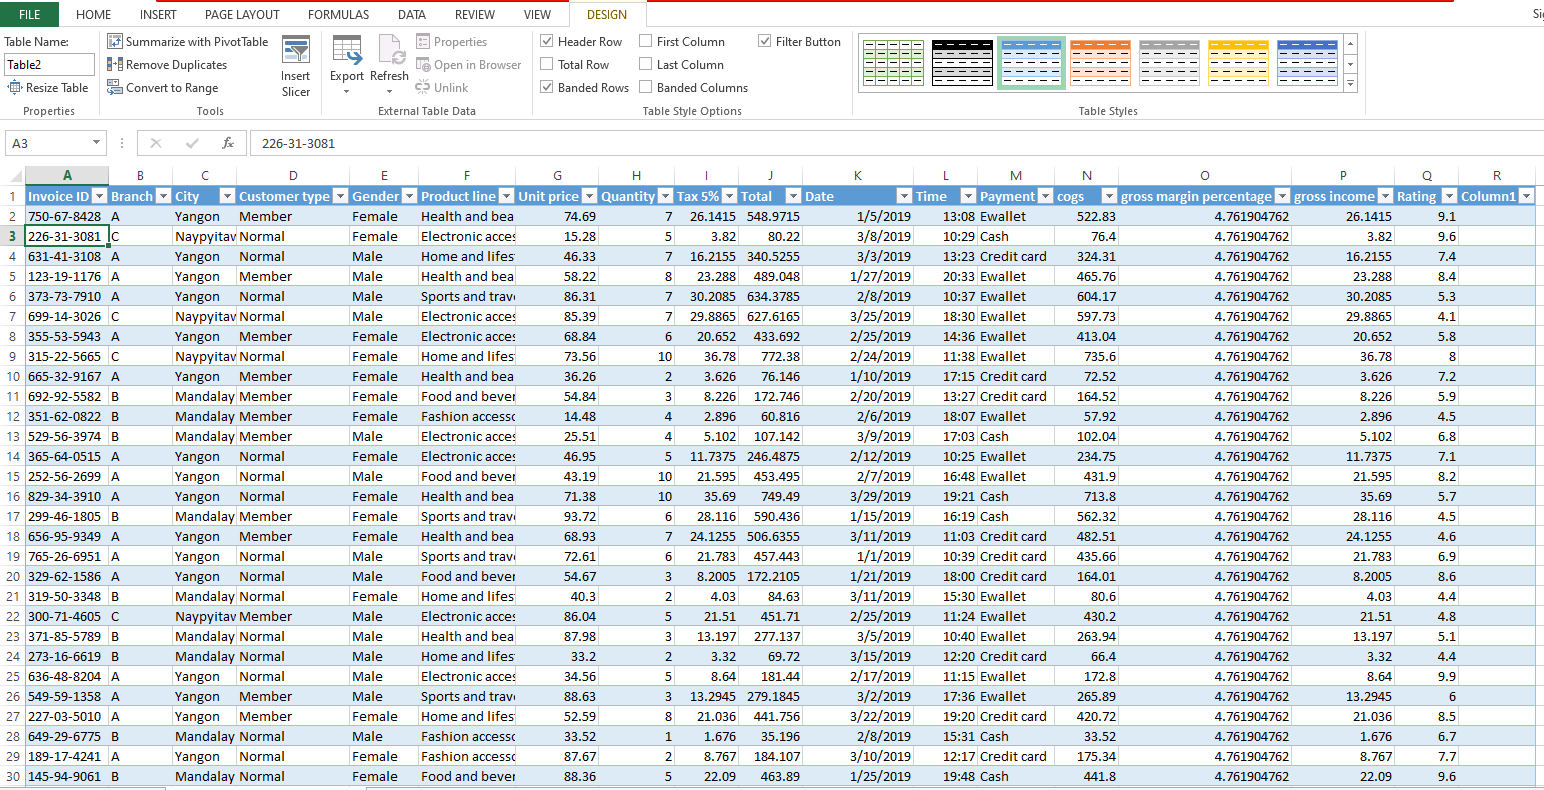 FILE HOME INSERT PAGE LAYOUT FORMULAS DATA REVIEW VIEW DESIGN
Table Name:
Table2
Resize Table
Properties
Summarize with PivotTable
Remove Duplicates
Convert to Range
Tools
Insert
Slicer
Export
Refresh
Properties
Open in Browser
Unlink
External Table Data
Header Row First Column Filter Button
Total Row Last Column
Banded Rows Banded Columns
Table Style Options
Table Styles
A3 fx 226-31-3081
A B C D E F G H I J K L M N O P Q R
1 Invoice ID Branch City Customer type Gender Product line Unit price Quantity Tax 5% Total Date Time Payment cogs gross margin percentage gross income Rating Column1
2 750-67-8428 A Yangon Member Female Health and bea 74.69 7 26.1415 548.9715 1/5/2019 13:08 Ewallet 522.83 4.761904762 26.1415 9.1
3 226-31-3081 C Naypyitaw Normal Female Electronic acces 15.28 5 3.82 80.22 3/8/2019 10:29 Cash 76.4 4.761904762 3.82 9.6
4 631-41-3108 A Yangon Normal Male Home and lifes 46.33 7 16.2155 340.5255 3/3/2019 13:23 Credit card 324.31 4.761904762 16.2155 7.4
5 123-19-1176 A Yangon Member Male Health and bea 58.22 8 23.288 489.048 1/27/2019 20:33 Ewallet 465.76 4.761904762 23.288 8.4
6 373-73-7910 A Yangon Normal Male Sports and trav 86.31 7 30.2085 634.3785 2/8/2019 10:37 Ewallet 604.17 4.761904762 30.2085 5.3
7 699-14-3026 C Naypyitaw Normal Male Electronic acces 85.39 7 29.8865 627.6165 3/25/2019 18:30 Ewallet 597.73 4.761904762 29.8865 4.1
8 355-53-5943 A Yangon Member Female Electronic acces 68.84 6 20.652 433.692 2/25/2019 14:36 Ewallet 413.04 4.761904762 20.652 5.8
9 315-22-5665 C Naypyitaw Normal Female Home and lifes 73.56 10 36.78 772.38 2/24/2019 11:38 Ewallet 735.6 4.761904762 36.78 8
10 665-32-9167 A Yangon Member Female Health and bea 36.26 2 3.626 76.146 1/10/2019 17:15 Credit card 72.52 4.761904762 3.626 7.2
11 692-92-5582 B Mandalay Member Female Food and bever 54.84 3 8.226 172.746 2/20/2019 13:27 Credit card 164.52 4.761904762 8.226 5.9
12 351-62-0822 B Mandalay Member Female Fashion accesso 14.48 4 2.896 60.816 2/6/2019 18:07 Ewallet 57.92 4.761904762 2.896 4.5
13 529-56-3974 B Mandalay Member Male Electronic acces 25.51 4 5.102 107.142 3/9/2019 17:03 Cash 102.04 4.761904762 5.102 6.8
14 365-64-0515 A Yangon Normal Female Electronic acces 46.95 5 11.7375 246.4875 2/12/2019 10:25 Ewallet 234.75 4.761904762 11.7375 7.1
15 252-56-2699 A Yangon Normal Male Food and bever 43.19 10 21.595 453.495 2/7/2019 16:48 Ewallet 431.9 4.761904762 21.595 8.2
16 829-34-3910 A Yangon Normal Female Health and bea 71.38 10 35.69 749.49 3/29/2019 19:21 Cash 713.8 4.761904762 35.69 5.7
17 299-46-1805 B Mandalay Member Female Sports and trav 93.72 6 28.116 590.436 1/15/2019 16:19 Cash 562.32 4.761904762 28.116 4.5
18 656-95-9349 A Yangon Member Female Health and bea 68.93 7 24.1255 506.6355 3/11/2019 11:03 Credit card 482.51 4.761904762 24.1255 4.6
19 765-26-6951 A Yangon Normal Male Sports and trav 72.61 6 21.783 457.443 1/1/2019 10:39 Credit card 435.66 4.761904762 21.783 6.9
20 329-62-1586 A Yangon Normal Male Food and bever 54.67 3 8.2005 172.2105 1/21/2019 18:00 Credit card 164.01 4.761904762 8.2005 8.6
21 319-50-3348 B Mandalay Normal Female Home and lifes 40.3 2 4.03 84.63 3/11/2019 15:30 Ewallet 80.6 4.761904762 4.03 4.4
22 300-71-4605 C Naypyitaw Member Male Electronic acces 86.04 5 21.51 451.71 2/25/2019 11:24 Ewallet 430.2 4.761904762 21.51 4.8
23 371-85-5789 B Mandalay Normal Male Health and bea 87.98 3 13.197 277.137 3/5/2019 10:40 Ewallet 263.94 4.761904762 13.197 5.1
24 273-16-6619 B Mandalay Normal Male Home and lifes 33.2 2 3.32 69.72 3/15/2019 12:20 Credit card 66.4 4.761904762 3.32 4.4
25 636-48-8204 A Yangon Normal Male Electronic acces 34.56 5 8.64 181.44 2/17/2019 11:15 Ewallet 172.8 4.761904762 8.64 9.9
26 549-59-1358 A Yangon Member Male Sports and trav 88.63 3 13.2945 279.1845 3/2/2019 17:36 Ewallet 265.89 4.761904762 13.2945 6
27 227-03-5010 A Yangon Member Female Home and lifes 52.59 8 21.036 441.756 3/22/2019 19:20 Credit card 420.72 4.761904762 21.036 8.5
28 649-29-6775 B Mandalay Normal Male Fashion accesso 33.52 1 1.676 35.196 2/8/2019 15:31 Cash 33.52 4.761904762 1.676 6.7
29 189-17-4241 A Yangon Normal Female Fashion accesso 87.67 2 8.767 184.107 3/10/2019 12:17 Credit card 175.34 4.761904762 8.767 7.7
30 145-94-9061 B Mandalay Normal Female Food and bever 88.36 5 22.09 463.89 1/25/2019 19:48 Cash 441.8 4.761904762 22.09 9.6